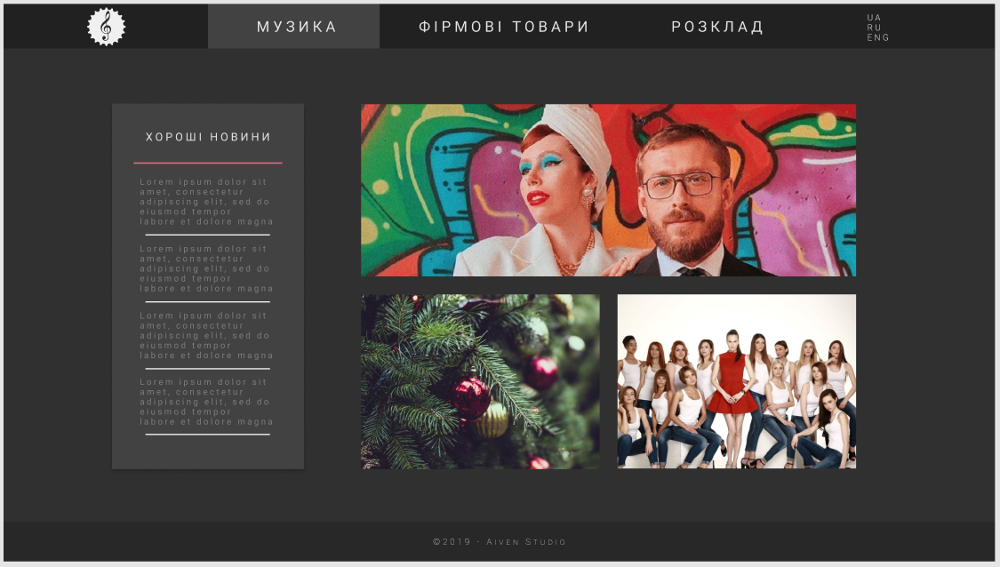 МУЗИКА
ФІРМОВІ ТОВАРИ
РОЗКЛАД
UA
RU
ENG
ХОРОШІ НОВИНИ
Lorem ipsum dolor sit
amet, consectetur
adipiscing elit, sed do
eiusmod tempor
labore et dolore magna
Lorem ipsum dolor sit
amet, consectetur
adipiscing elit, sed do
eiusmod tempor
labore et dolore magna
Lorem ipsum dolor sit
amet, consectetur
adipiscing elit, sed do
eiusmod tempor
labore et dolore magna
Lorem ipsum dolor sit
amet, consectetur
adipiscing elit, sed do
eiusmod tempor
labore et dolore magna
©2019 - Aiven Studio